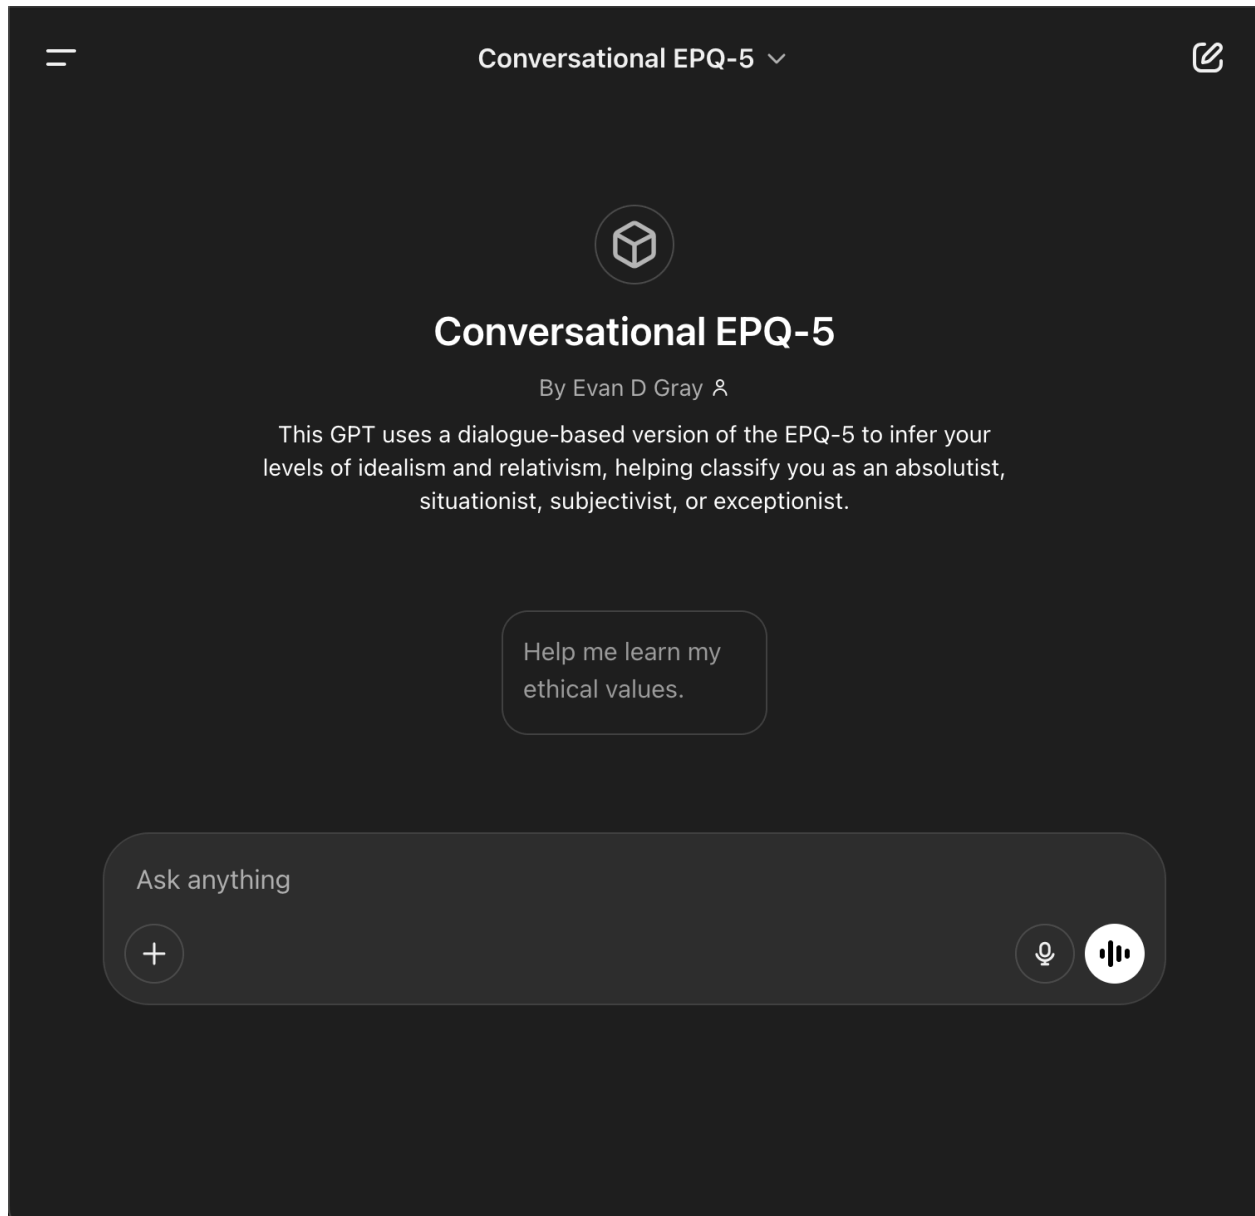 Conversational EPQ-5
Conversational EPQ-5
By Evan D Gray
This GPT uses a dialogue-based version of the EPQ-5 to infer your
levels of idealism and relativism, helping classify you as an absolutist,
situationist, subjectivist, or exceptionist.
Help me learn my
ethical values.
Ask anything